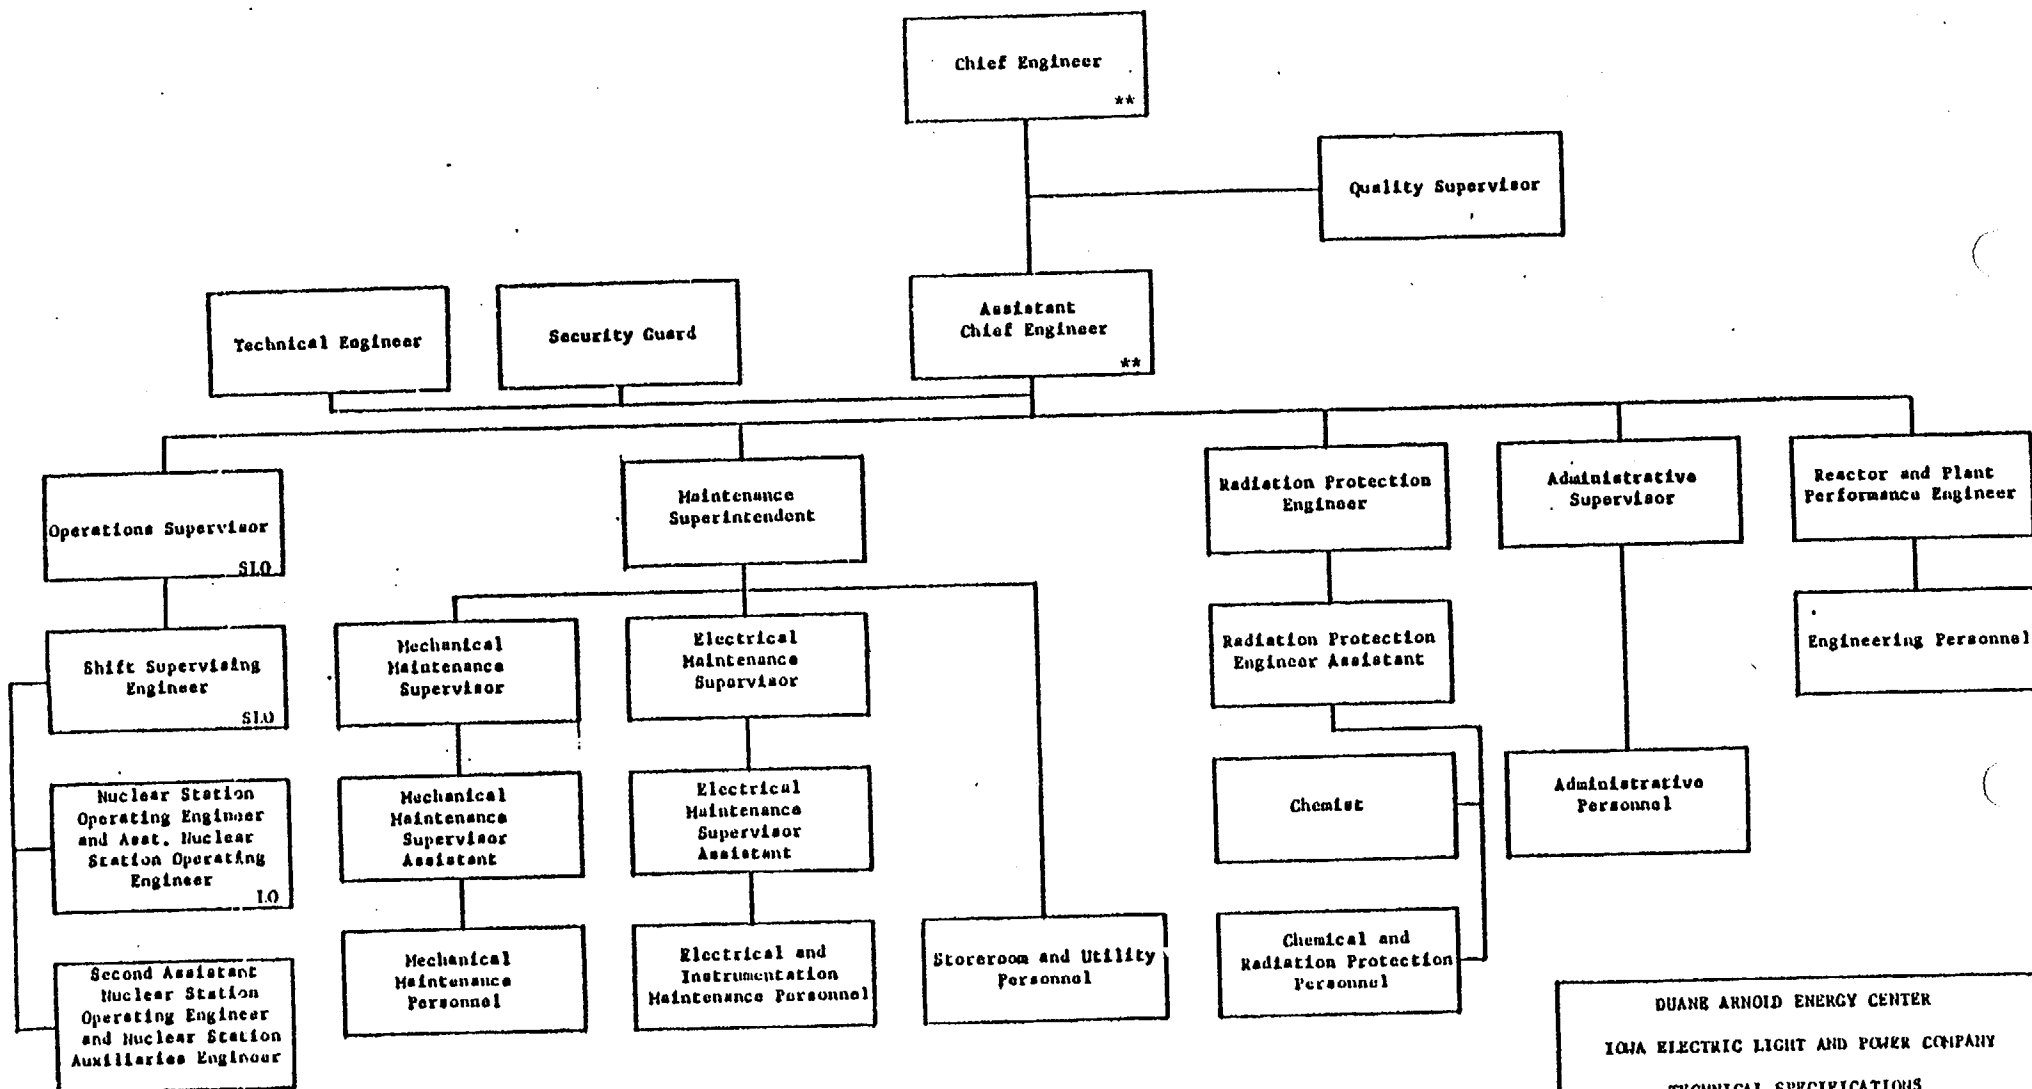 Chief Engineer
**
Quality Supervisor
Technical Engineer
Security Guard
Assistant
Chief Engineer
**
Operations Supervisor
SLO
Maintenance
Superintendent
Radiation Protection
Engineer
Administrative
Supervisor
Reactor and Plant
Performance Engineer
Shift Supervising
Engineer
SLO
Mechanical
Maintenance
Supervisor
Electrical
Maintenance
Supervisor
Radiation Protection
Engineer Assistant
Engineering Personnel
Nuclear Station
Operating Engineer
and Asst. Nuclear
Station Operating
Engineer
LO
Mechanical
Maintenance
Supervisor
Assistant
Electrical
Maintenance
Supervisor
Assistant
Chemist
Administrative
Personnel
Second Assistant
Nuclear Station
Operating Engineer
and Nuclear Station
Auxiliaries Engineer
Mechanical
Maintenance
Personnel
Electrical and
Instrumentation
Maintenance Personnel
Storeroom and Utility
Personnel
Chemical and
Radiation Protection
Personnel
DUANE ARNOLD ENERGY CENTER
IOWA ELECTRIC LIGHT AND POWER COMPANY
TECHNICAL SPECIFICATIONS